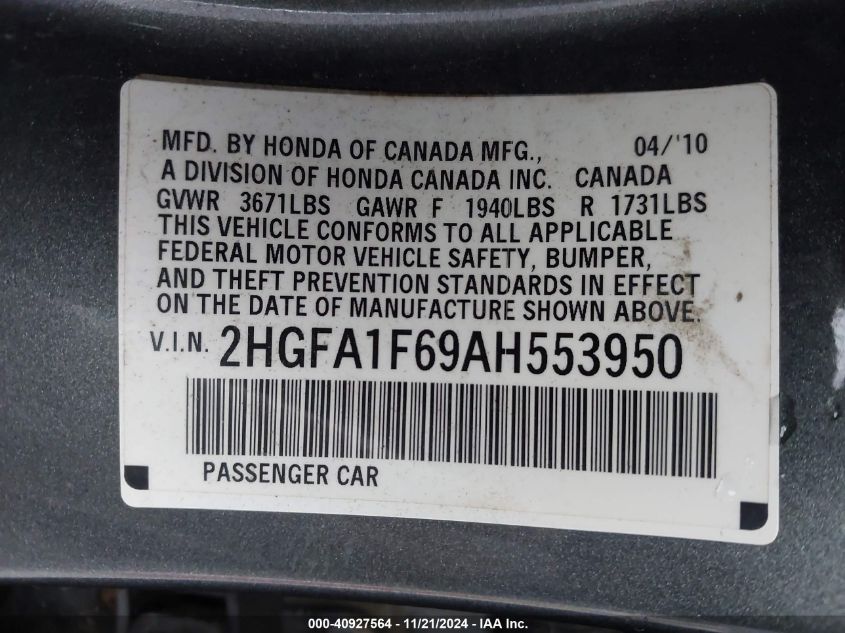 MFD. BY HONDA OF CANADA MFG., 04/'10
A DIVISION OF HONDA CANADA INC. CANADA
GVWR 3671LBS GAWR F 1940LBS R 1731LBS
THIS VEHICLE CONFORMS TO ALL APPLICABLE
FEDERAL MOTOR VEHICLE SAFETY, BUMPER,
AND THEFT PREVENTION STANDARDS IN EFFECT
ON THE DATE OF MANUFACTURE SHOWN ABOVE.
V.I.N. 2HGFA1F69AH553950
PASSENGER CAR
000-40927564 — 11/21/2024 — IAA Inc.